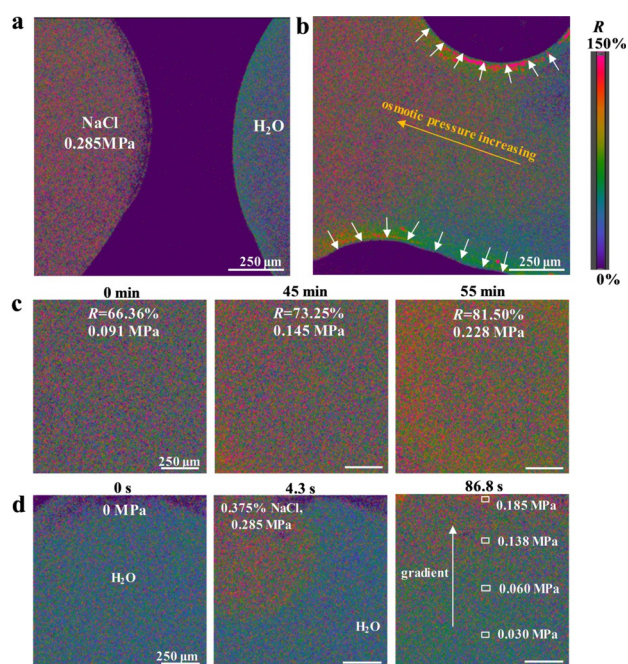 a
NaCl
0.285MPa
H₂O
250 μm
b
osmotic pressure increasing
250 μm
R
150%
0%
c
0 min
R=66.36%
0.091 MPa
250 μm
45 min
R=73.25%
0.145 MPa
55 min
R=81.50%
0.228 MPa
d
0 s
0 MPa
H₂O
250 μm
4.3 s
0.375% NaCl,
0.285 MPa
H₂O
86.8 s
gradient
0.185 MPa
0.138 MPa
0.060 MPa
0.030 MPa